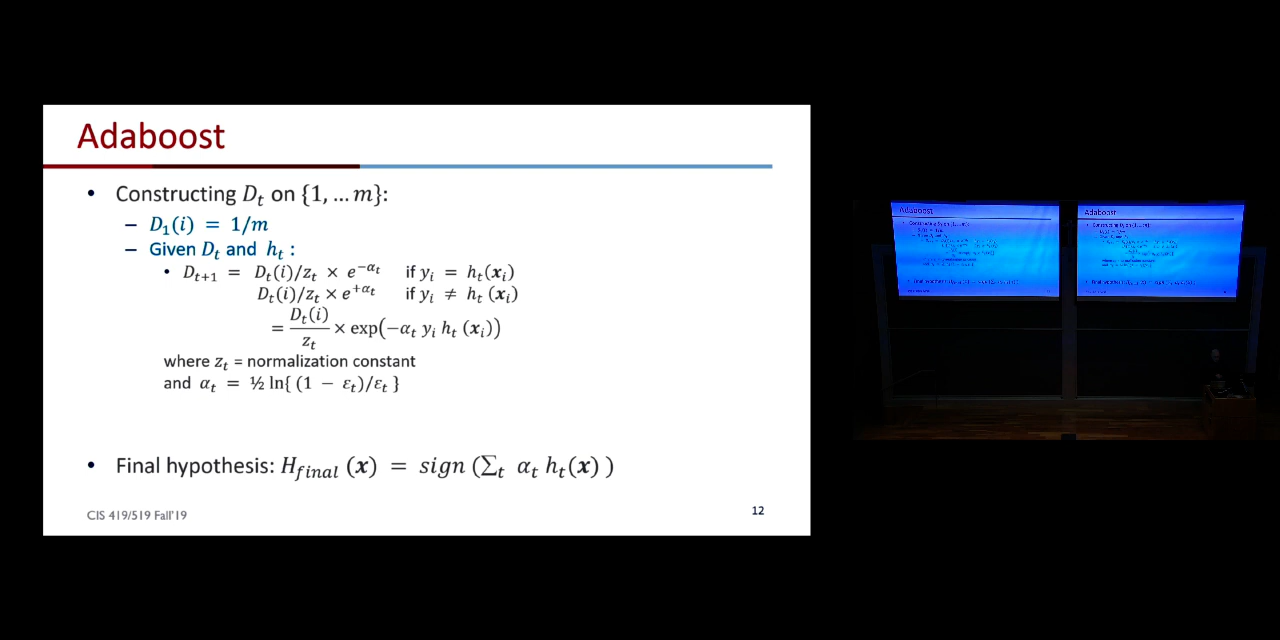 Adaboost
• Constructing D_t on {1, … m}:
– D_1(i) = 1/m
– Given D_t and h_t :
• D_{t+1} = D_t(i)/z_t × e^{−α_t} if y_i = h_t(x_i)
D_t(i)/z_t × e^{+α_t} if y_i ≠ h_t (x_i)
= D_t(i)/z_t × exp(−α_t y_i h_t (x_i))
where z_t = normalization constant
and α_t = ½ ln{ (1 − ε_t)/ε_t }
• Final hypothesis: H_{final} (x) = sign (∑_t α_t h_t(x) )
CIS 419/519 Fall'19
12
Adaboost
Adaboost